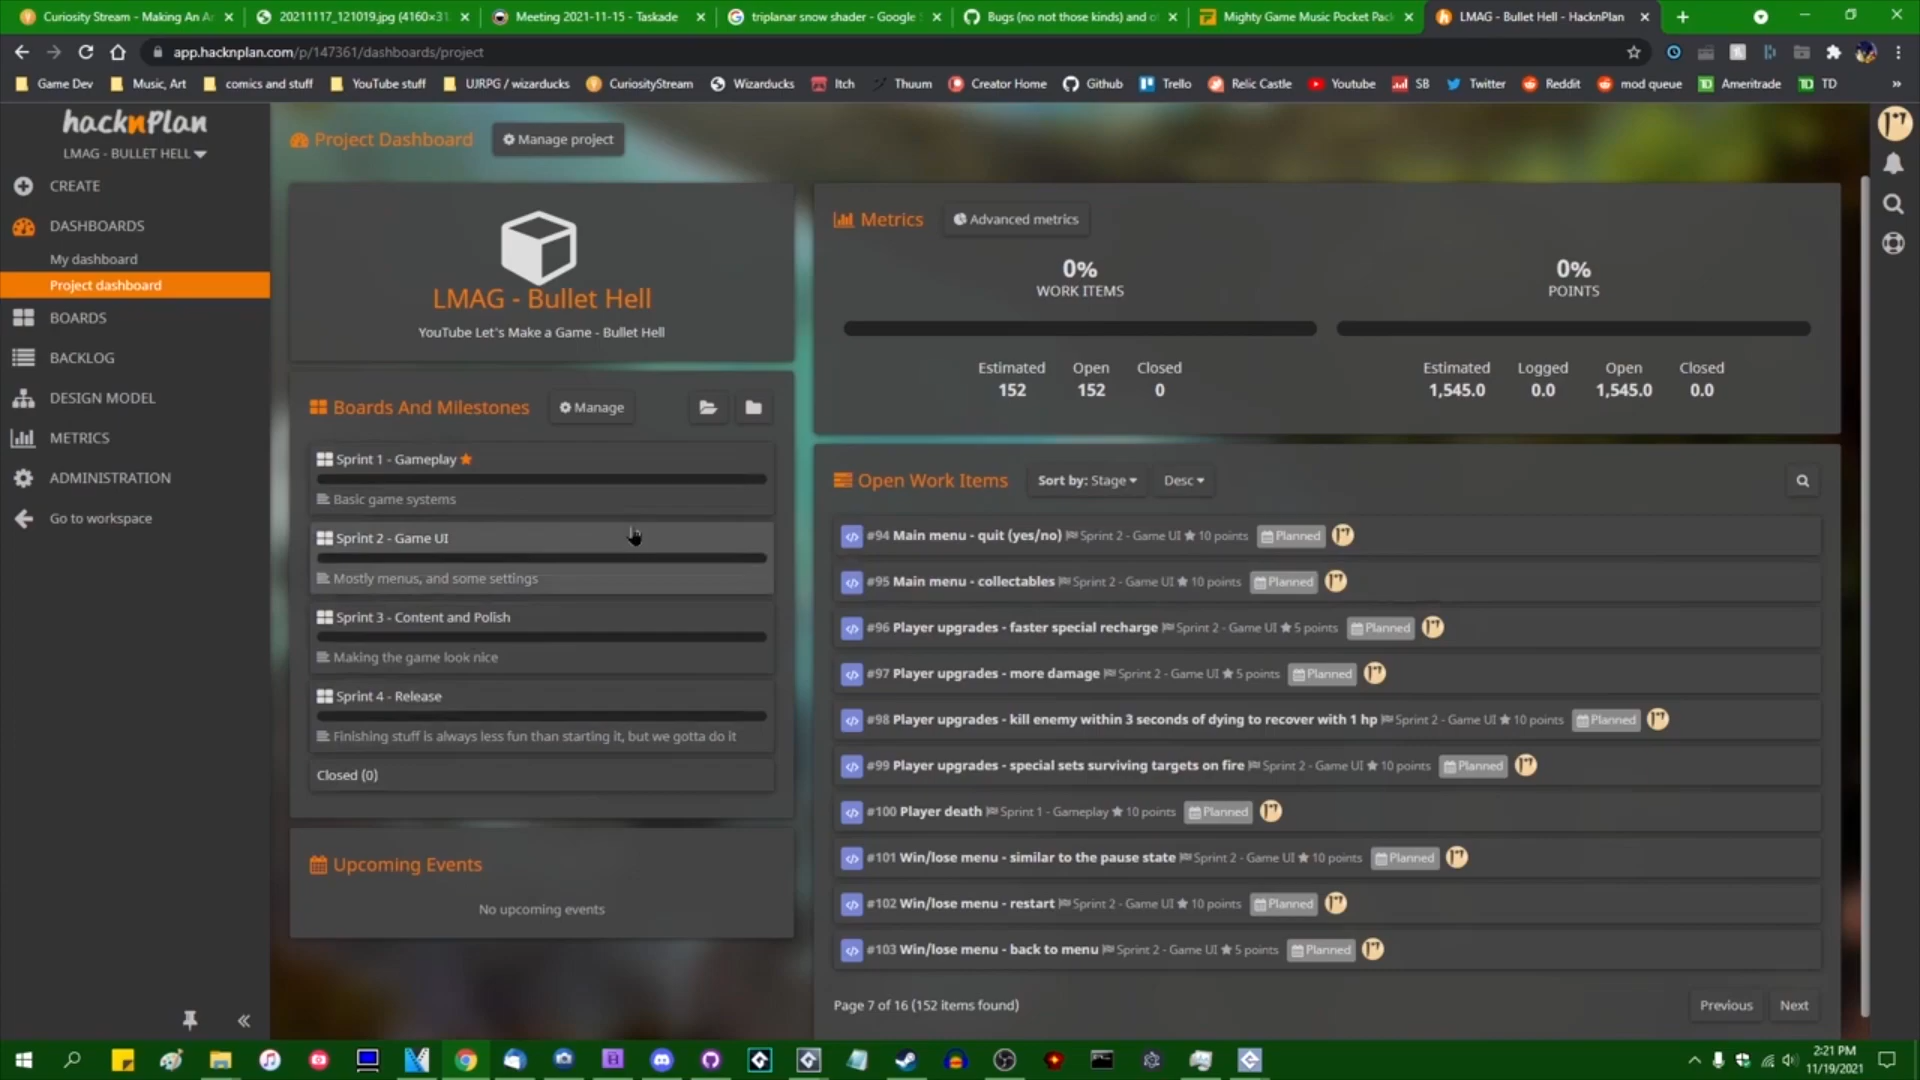 Curiosity Stream - Making An Ar
20211117_121019.jpg (4160×31
Meeting 2021-11-15 - Taskade
triplanar snow shader - Google S
Bugs (no not those kinds) and ot
Mighty Game Music Pocket Pack
LMAG - Bullet Hell - HacknPlan
app.hacknplan.com/p/147361/dashboards/project
Game Dev
Music, Art
comics and stuff
YouTube stuff
UJRPG / wizarducks
CuriosityStream
Wizarducks
Itch
Thuum
Creator Home
Github
Trello
Relic Castle
Youtube
SB
Twitter
Reddit
mod queue
Ameritrade
TD
hacknPlan
LMAG - BULLET HELL
CREATE
DASHBOARDS
My dashboard
Project dashboard
BOARDS
BACKLOG
DESIGN MODEL
METRICS
ADMINISTRATION
Go to workspace
Project Dashboard
Manage project
LMAG - Bullet Hell
YouTube Let's Make a Game - Bullet Hell
Boards And Milestones
Manage
Sprint 1 - Gameplay
Basic game systems
Sprint 2 - Game UI
Mostly menus, and some settings
Sprint 3 - Content and Polish
Making the game look nice
Sprint 4 - Release
Finishing stuff is always less fun than starting it, but we gotta do it
Closed (0)
Upcoming Events
No upcoming events
Metrics
Advanced metrics
0%
WORK ITEMS
Estimated Open Closed
152 152 0
0%
POINTS
Estimated Logged Open Closed
1,545.0 0.0 1,545.0 0.0
Open Work Items
Sort by: Stage
Desc
#94 Main menu - quit (yes/no) Sprint 2 - Game UI 10 points Planned
#95 Main menu - collectables Sprint 2 - Game UI 10 points Planned
#96 Player upgrades - faster special recharge Sprint 2 - Game UI 5 points Planned
#97 Player upgrades - more damage Sprint 2 - Game UI 5 points Planned
#98 Player upgrades - kill enemy within 3 seconds of dying to recover with 1 hp Sprint 2 - Game UI 10 points Planned
#99 Player upgrades - special sets surviving targets on fire Sprint 2 - Game UI 10 points Planned
#100 Player death Sprint 1 - Gameplay 10 points Planned
#101 Win/lose menu - similar to the pause state Sprint 2 - Game UI 10 points Planned
#102 Win/lose menu - restart Sprint 2 - Game UI 10 points Planned
#103 Win/lose menu - back to menu Sprint 2 - Game UI 5 points Planned
Page 7 of 16 (152 items found)
Previous
Next
2:21 PM
11/19/2021